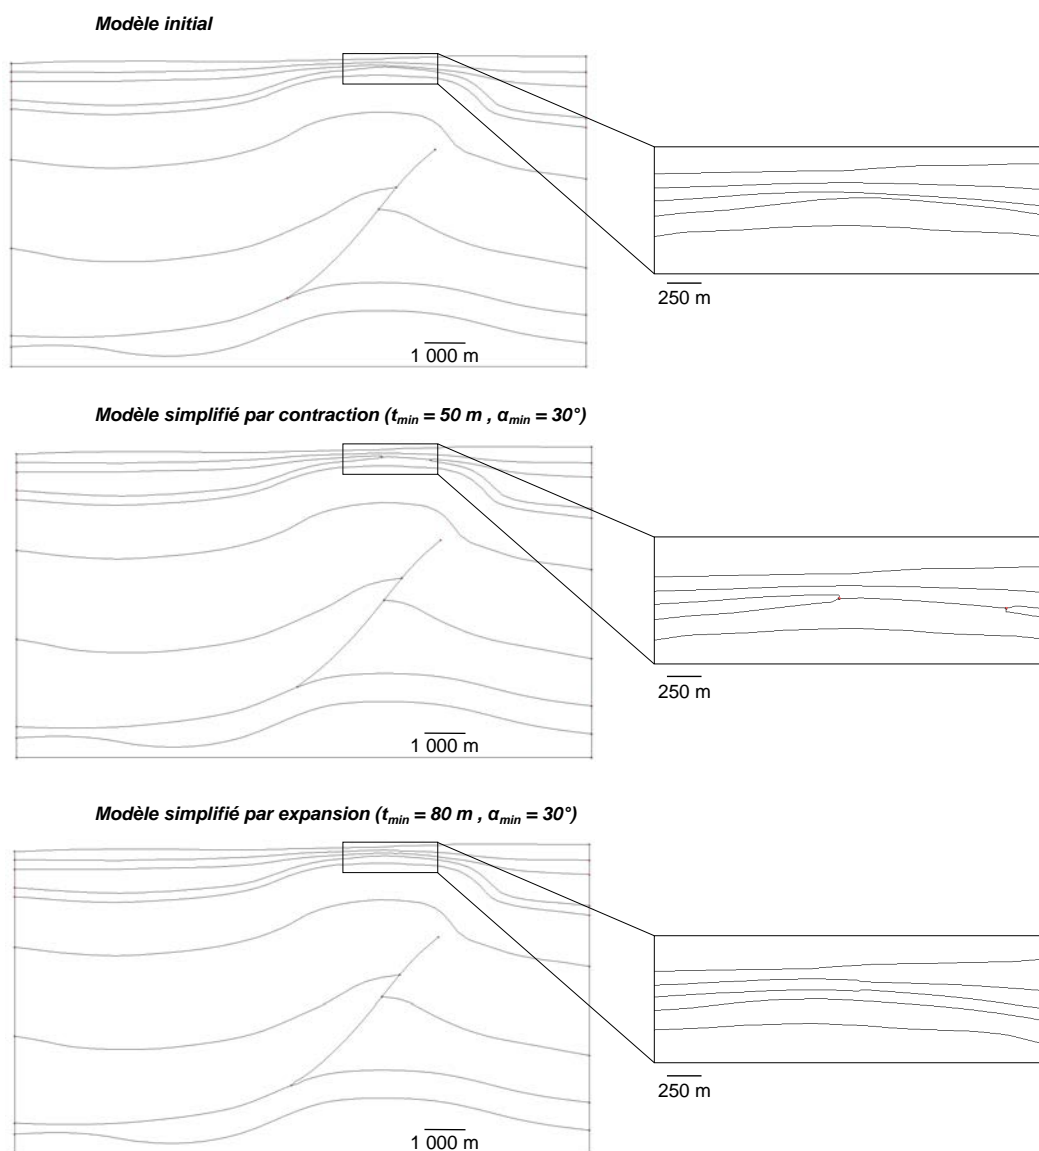 Modèle initial
250 m
1 000 m
Modèle simplifié par contraction (tmin = 50 m , αmin = 30°)
250 m
1 000 m
Modèle simplifié par expansion (tmin = 80 m , αmin = 30°)
250 m
1 000 m